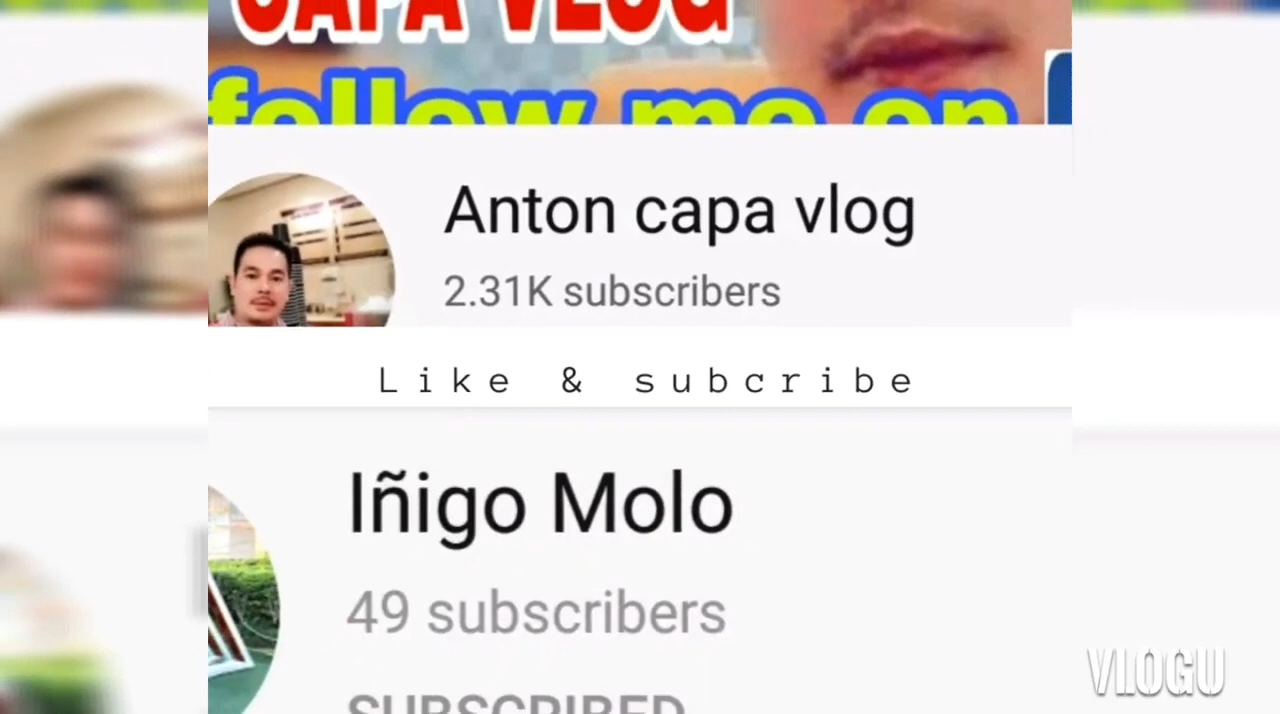 CAPA VLOG
follow me on
Anton capa vlog
2.31K subscribers
Like & subcribe
Iñigo Molo
49 subscribers
SUBSCRIBED
VLOGU